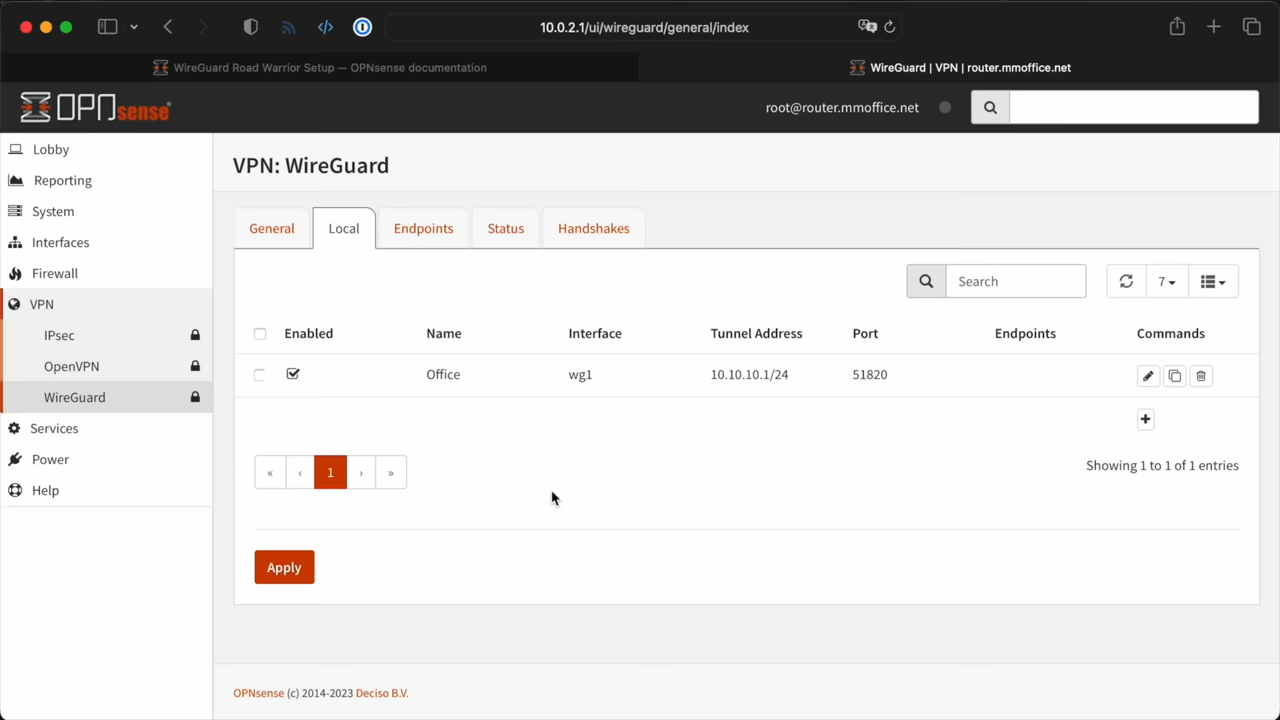 10.0.2.1/ui/wireguard/general/index
WireGuard Road Warrior Setup — OPNsense documentation
WireGuard | VPN | router.mmoffice.net
OPNsense
root@router.mmoffice.net
Lobby
Reporting
System
Interfaces
Firewall
VPN
IPsec
OpenVPN
WireGuard
Services
Power
Help
VPN: WireGuard
General Local Endpoints Status Handshakes
Search 7
Enabled Name Interface Tunnel Address Port Endpoints Commands
Office wg1 10.10.10.1/24 51820
« ‹ 1 › »
Showing 1 to 1 of 1 entries
Apply
OPNsense (c) 2014-2023 Deciso B.V.